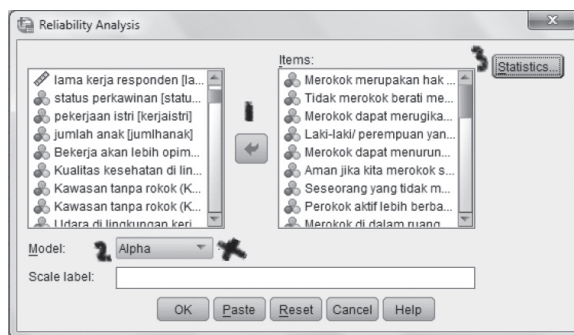 Reliability Analysis
lama kerja responden [la...
status perkawinan [statu...
pekerjaan istri [kerjaistri]
jumlah anak [jumlhanak]
Bekerja akan lebih opim...
Kualitas kesehatan di lin...
Kawasan tanpa rokok (K...
Kawasan tanpa rokok (K...
Udara di lingkungan keri
1
Items:
Merokok merupakan hak ...
Tidak merokok berati me...
Merokok dapat merugika...
Laki-laki/ perempuan yan...
Merokok dapat menurun...
Aman jika kita merokok s...
Seseorang yang tidak m...
Perokok aktif lebih berba...
Merokok di dalam ruang
3
Statistics...
Model:
2
Alpha
Scale label:
OK Paste Reset Cancel Help